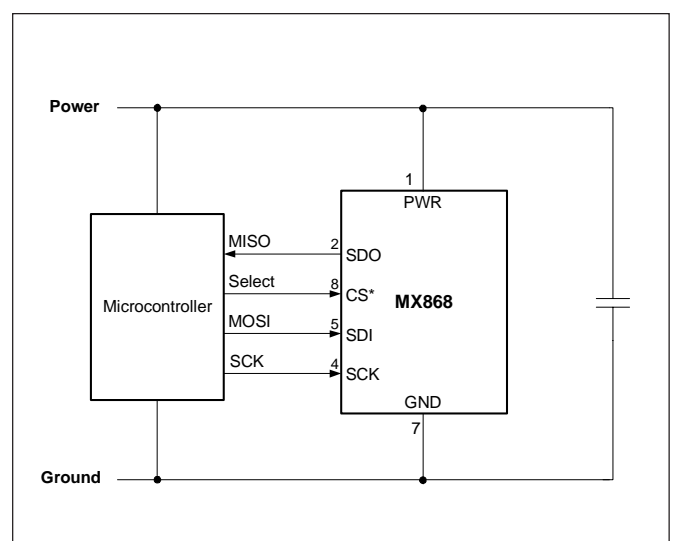 Power
1
PWR
MISO
2
SDO
Select
8
CS*
Microcontroller
MX868
MOSI
5
SDI
SCK
4
SCK
GND
7
Ground